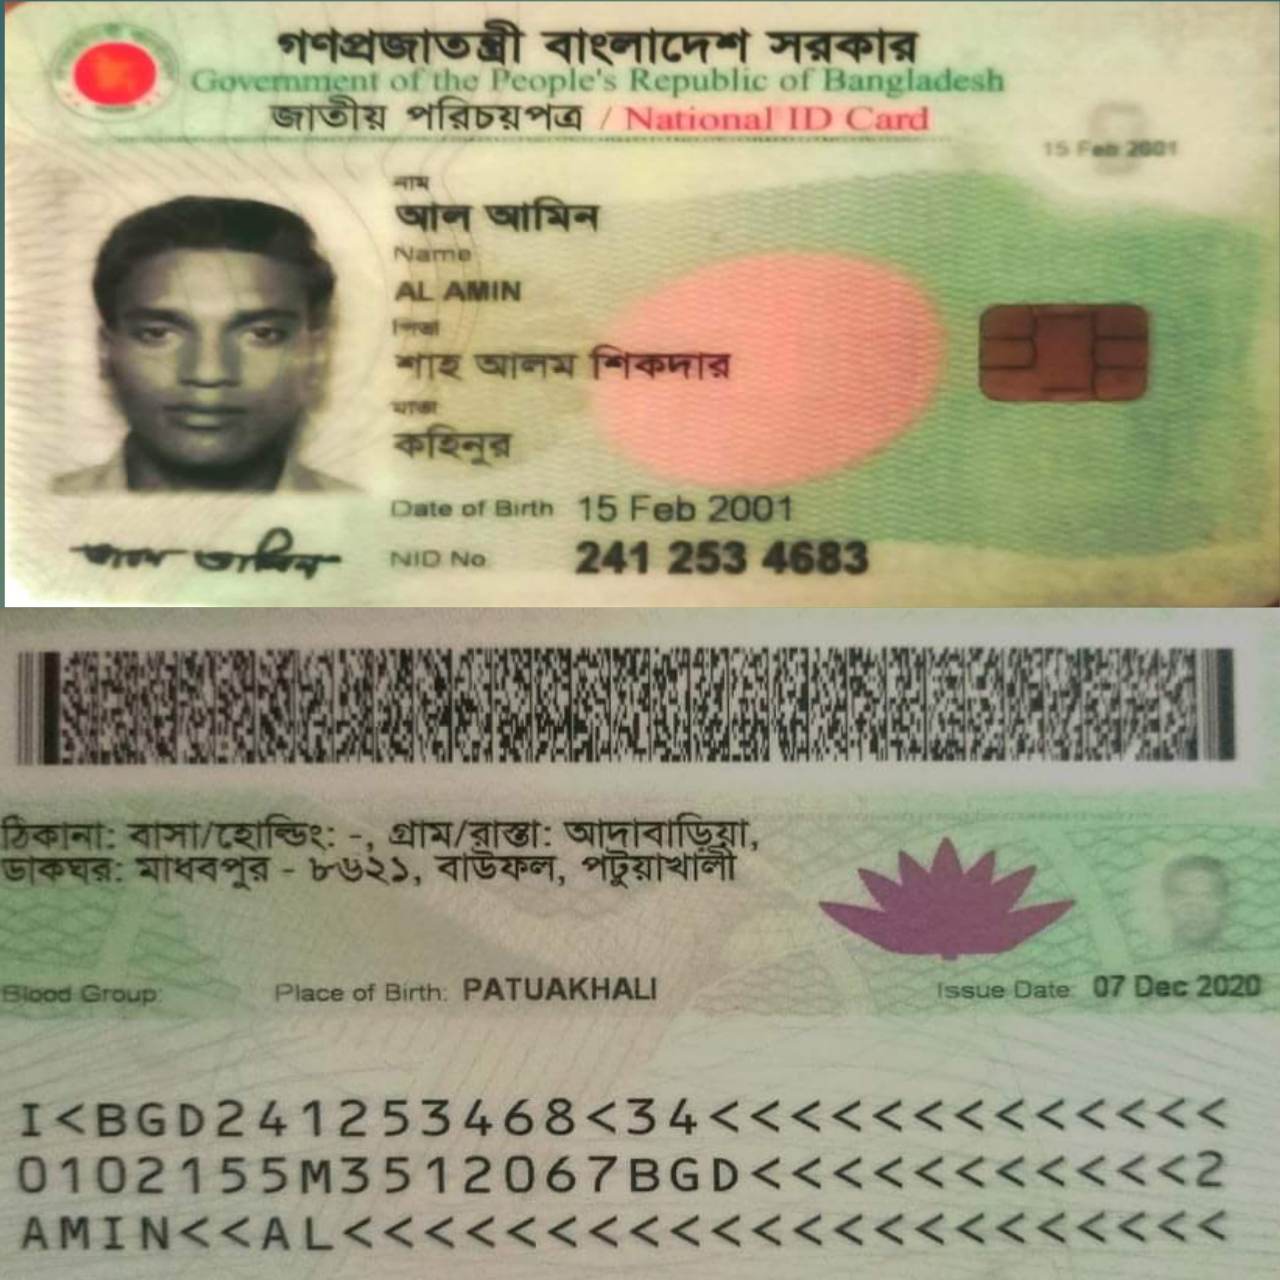 গণপ্রজাতন্ত্রী বাংলাদেশ সরকার
Government of the People's Republic of Bangladesh
জাতীয় পরিচয়পত্র / National ID Card
15 Feb 2001
নাম
আল আমিন
Name
AL AMIN
পিতা
শাহ আলম শিকদার
মাতা
কহিনুর
Date of Birth 15 Feb 2001
আল আমিন
NID No. 241 253 4683
ঠিকানা: বাসা/হোল্ডিং: -, গ্রাম/রাস্তা: আদাবাড়িয়া,
ডাকঘর: মাধবপুর - ৮৬২১, বাউফল, পটুয়াখালী
Blood Group: Place of Birth: PATUAKHALI Issue Date: 07 Dec 2020
I<BGD241253468<34<<<<<<<<<<<<<<
0102155M3512067BGD<<<<<<<<<<<2
AMIN<<AL<<<<<<<<<<<<<<<<<<<<<<